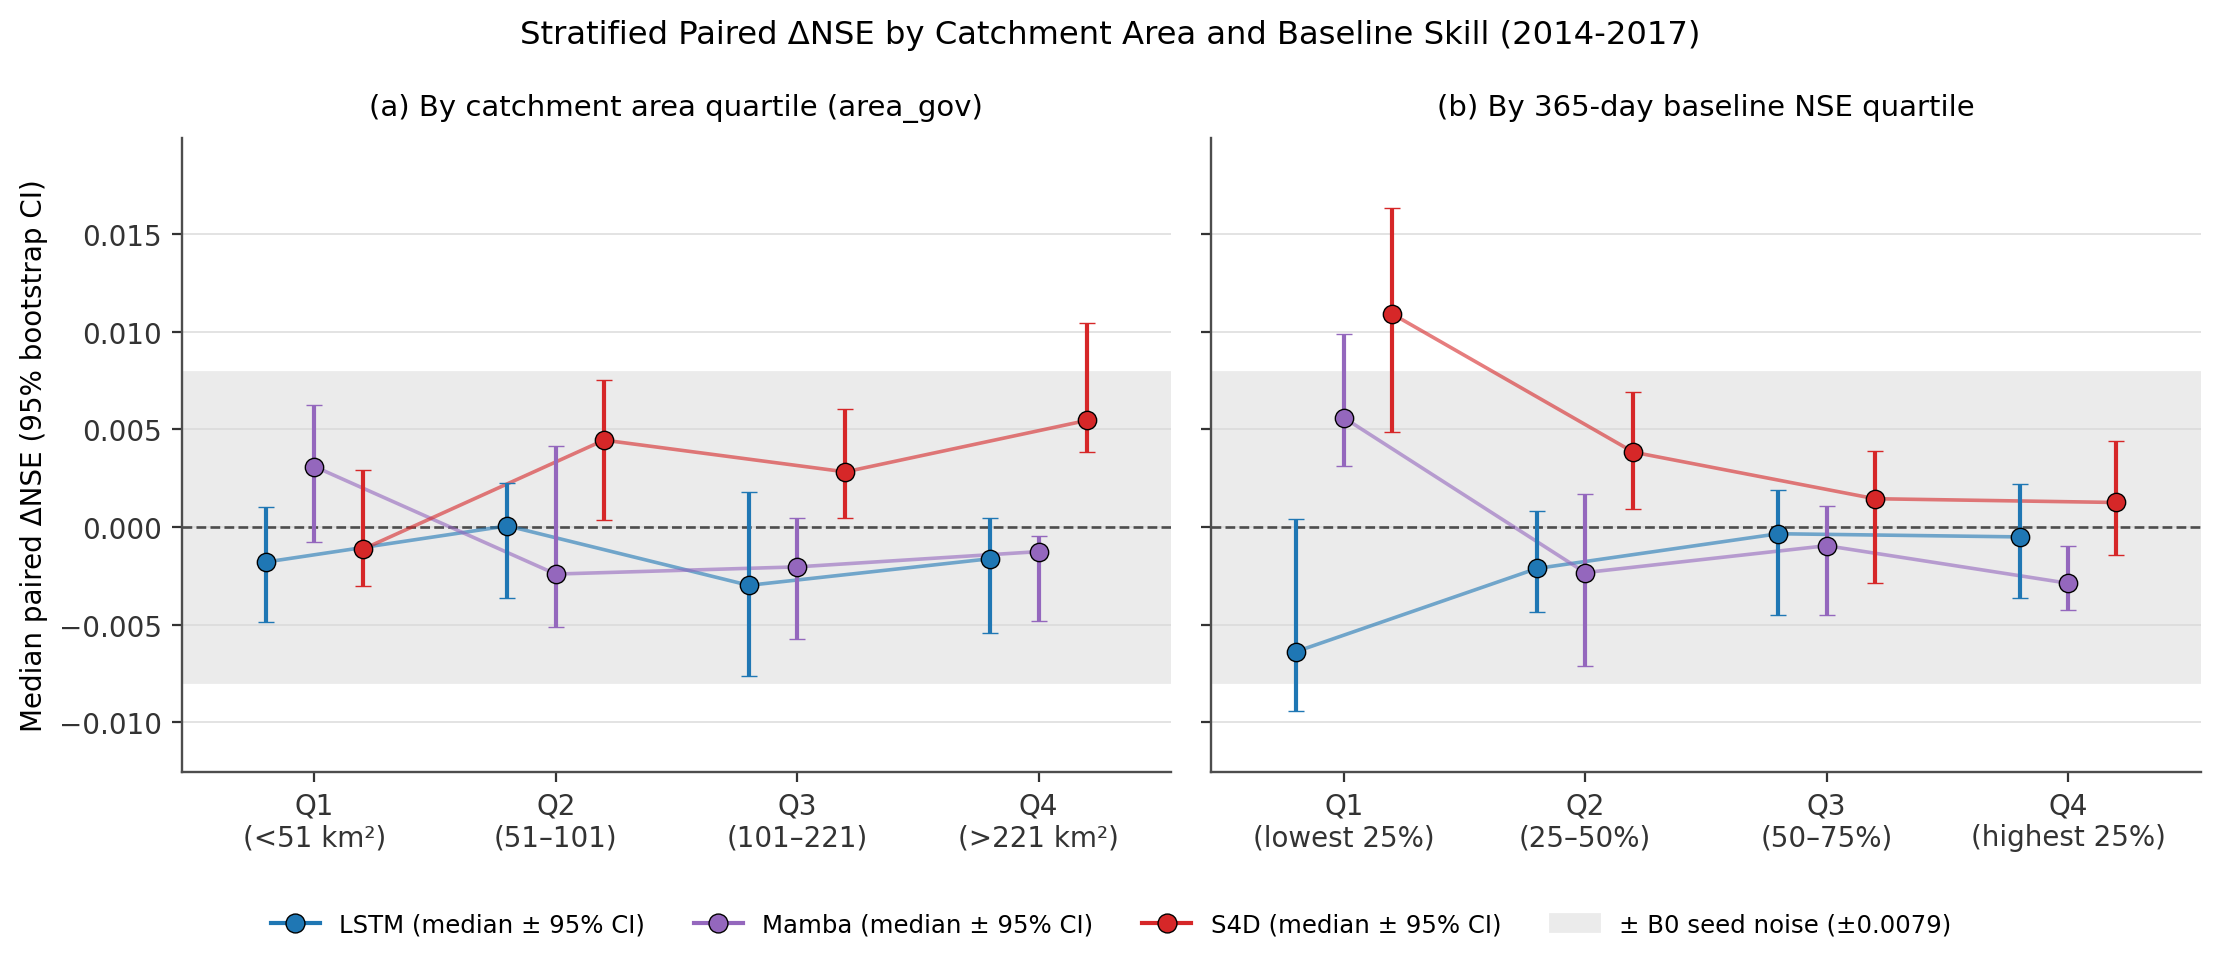 Stratified Paired ΔNSE by Catchment Area and Baseline Skill (2014-2017)
(a) By catchment area quartile (area_gov)
(b) By 365-day baseline NSE quartile
Median paired ΔNSE (95% bootstrap CI)
0.015
0.010
0.005
0.000
−0.005
−0.010
Q1
(<51 km²)
Q2
(51–101)
Q3
(101–221)
Q4
(>221 km²)
Q1
(lowest 25%)
Q2
(25–50%)
Q3
(50–75%)
Q4
(highest 25%)
LSTM (median ± 95% CI)
Mamba (median ± 95% CI)
S4D (median ± 95% CI)
± B0 seed noise (±0.0079)